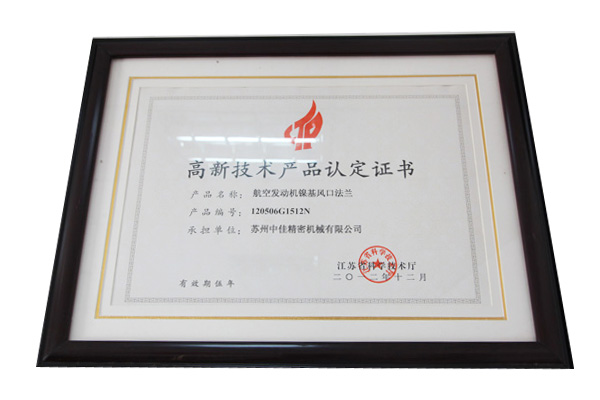 高新技术产品认定证书
产品名称：航空发动机镍基风口法兰
产品编号：120506G1512N
承担单位：苏州中佳精密机械有限公司
江苏省科学技术厅
二〇一二年十二月
有效期伍年